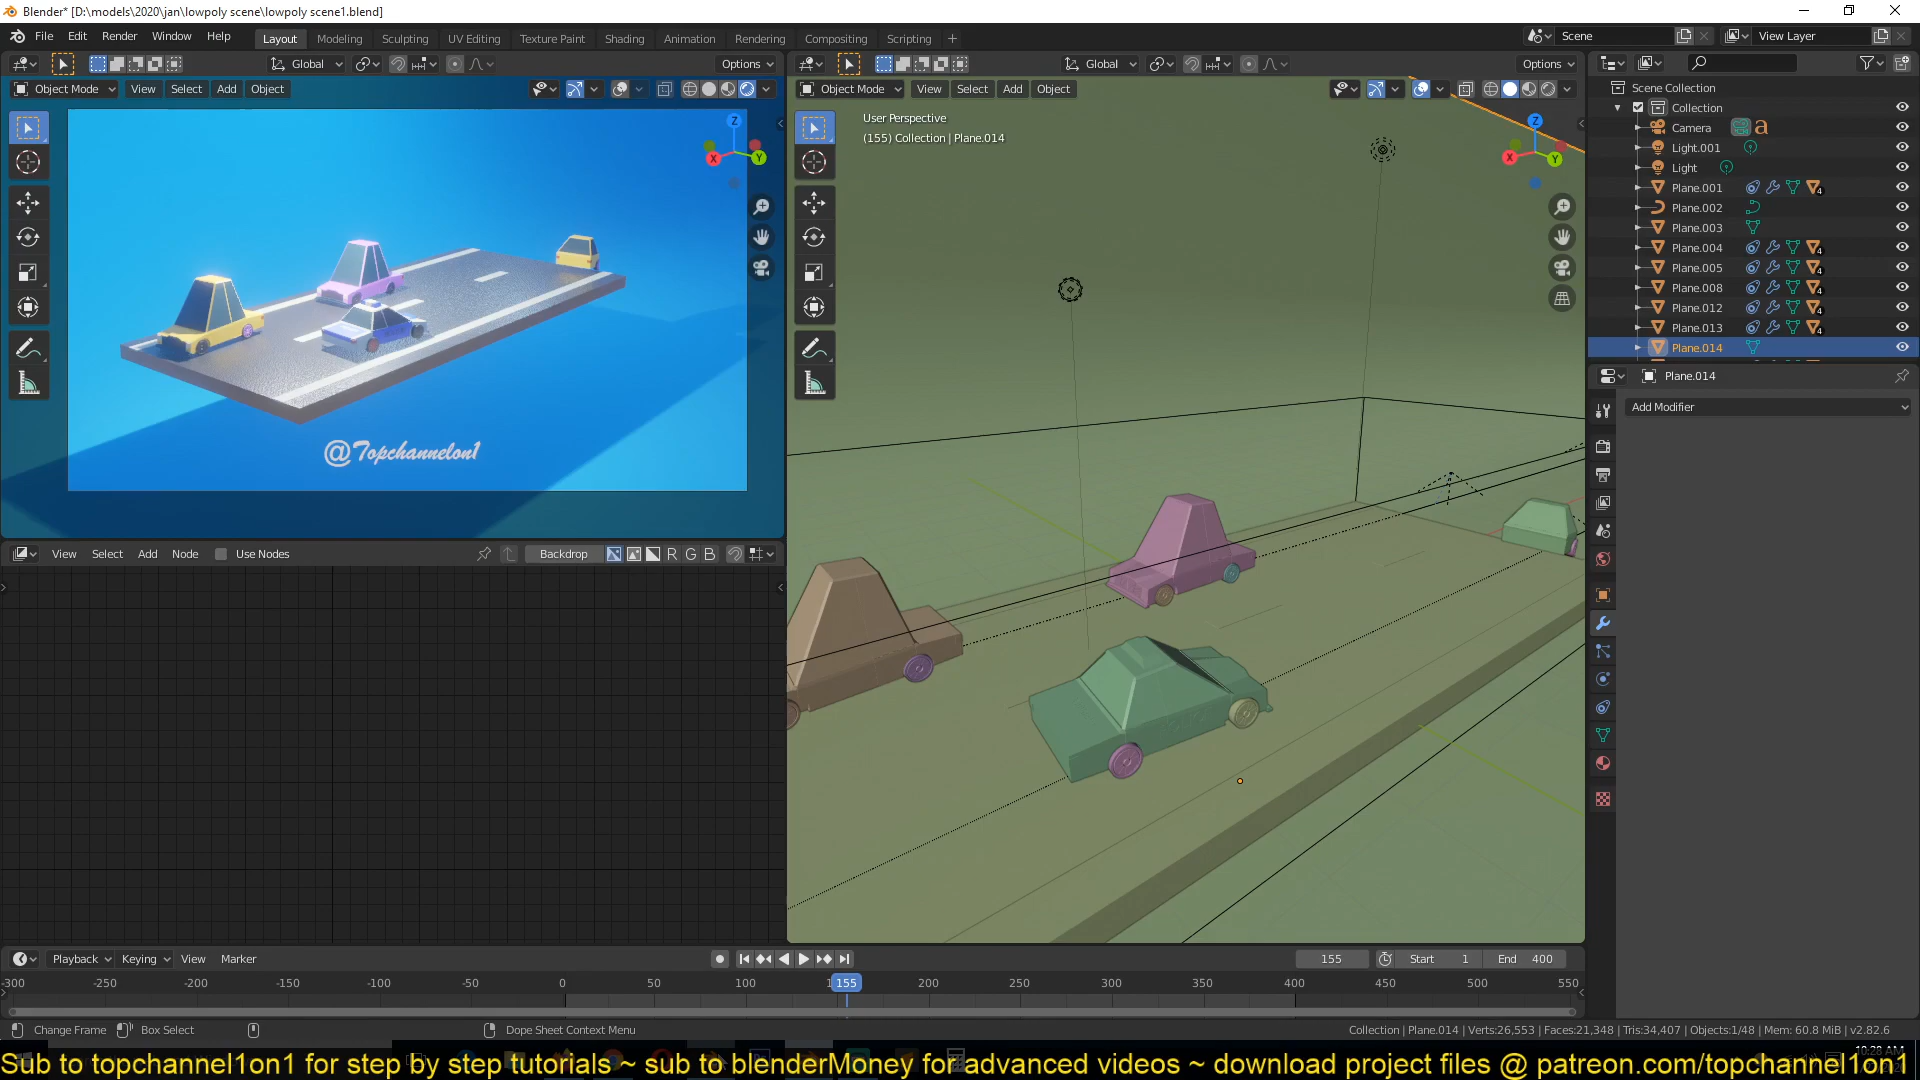 Blender* [D:\models\2020\jan\lowpoly scene\lowpoly scene1.blend]
File Edit Render Window Help Layout Modeling Sculpting UV Editing Texture Paint Shading Animation Rendering Compositing Scripting + Scene View Layer
Global Options Global Options
Object Mode View Select Add Object Object Mode View Select Add Object
Scene Collection
Collection
Camera
Light.001
Light
Plane.001
Plane.002
Plane.003
Plane.004
Plane.005
Plane.008
Plane.012
Plane.013
Plane.014
User Perspective
(155) Collection | Plane.014
Z X Y
Z X Y
@Topchannelon1
Plane.014
Add Modifier
View Select Add Node Use Nodes Backdrop R G B
Playback Keying View Marker 155 Start 1 End 400
-300 -250 -200 -150 -100 -50 0 50 100 155 200 250 300 350 400 450 500 550
Change Frame Box Select Dope Sheet Context Menu Collection | Plane.014 | Verts:26,553 | Faces:21,348 | Tris:34,407 | Objects:1/48 | Mem: 60.8 MiB | v2.82.6
10:28 AM
Sub to topchannel1on1 for step by step tutorials ~ sub to blenderMoney for advanced videos ~ download project files @ patreon.com/topchannel1on1